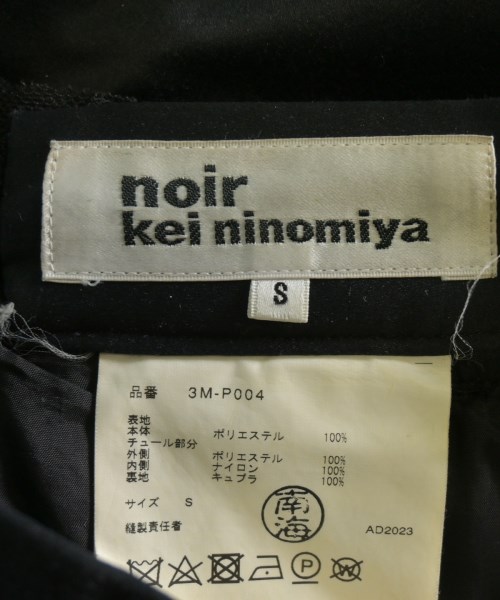 noir
kei ninomiya
S
品番 3M-P004
表地
本体 ポリエステル 100%
チュール部分
外側 ポリエステル 100%
内側 ナイロン 100%
裏地 キュプラ 100%
サイズ S
縫製責任者 南海 AD2023
P W